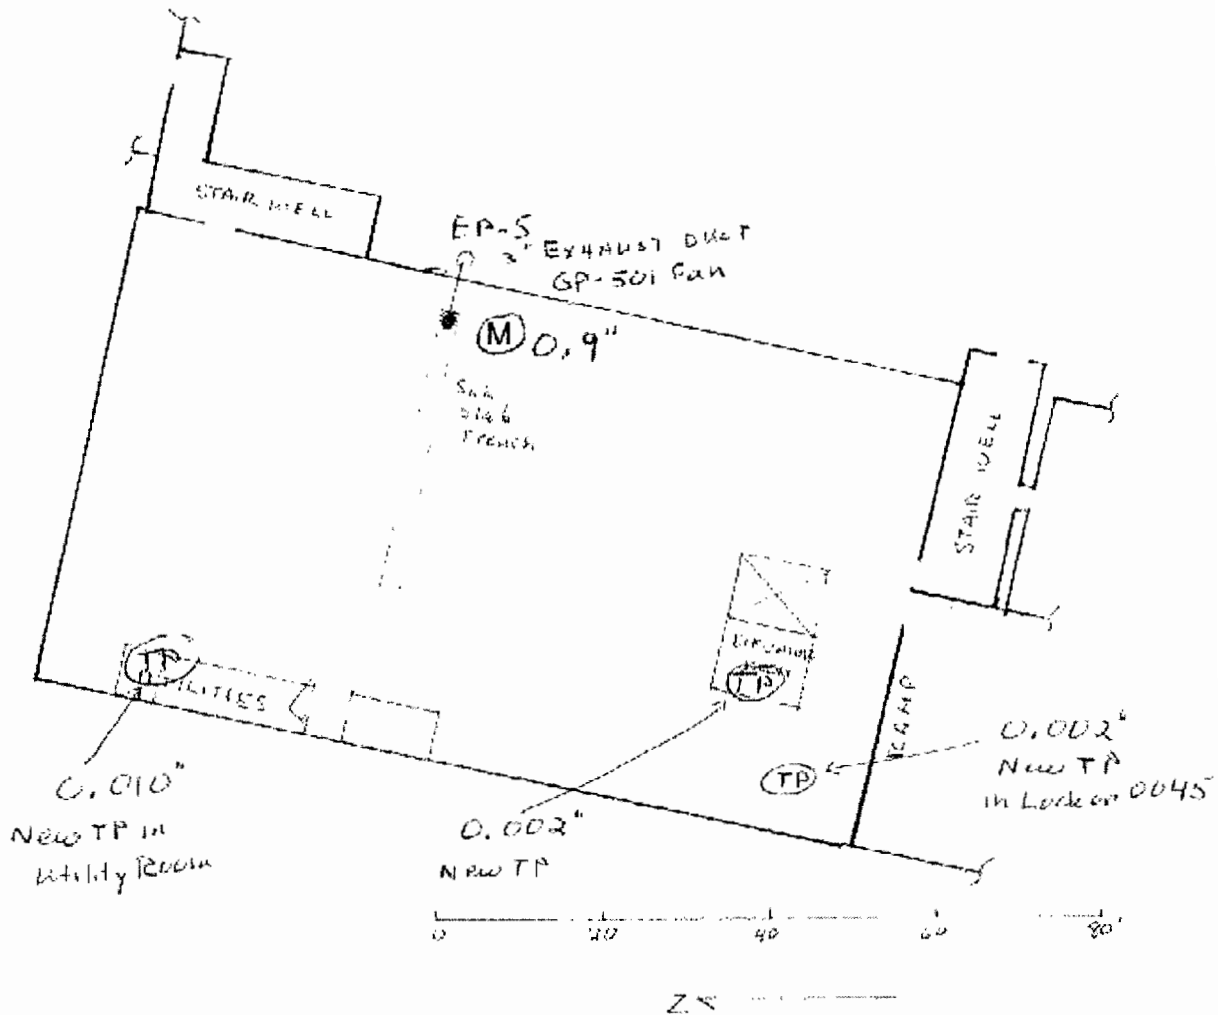 STAIR WELL
EP-5
3" EXHAUST DUCT
GP-501 Fan
M 0.9"
Sub
Slab
Trench
STAIR WELL
TP
UTILITIES
TP
RAMP
TP
0.010"
New TP in
Utility Room
0.002"
New TP
0.002"
New TP
in Locker 0045
0 20 40 60 80'
Z